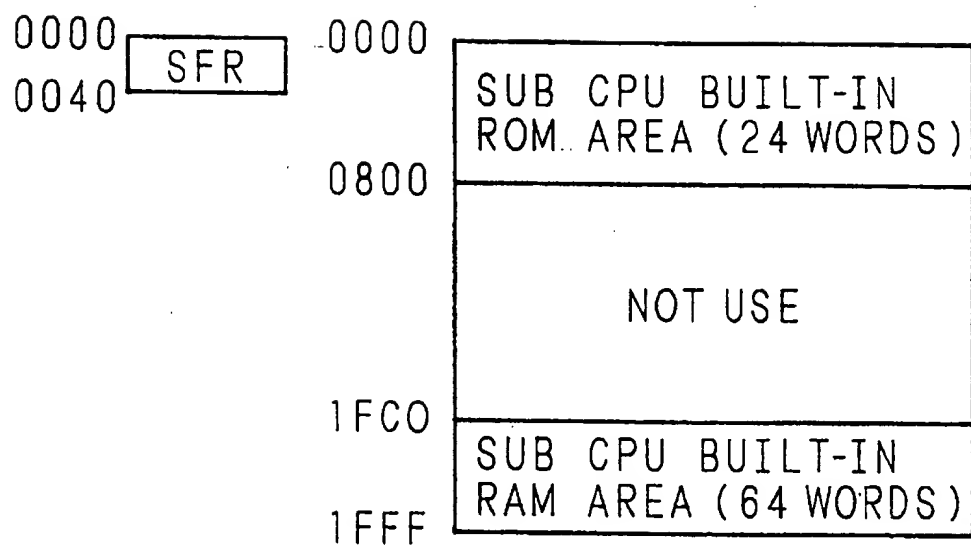 0000
SFR
0040
0000
SUB CPU BUILT-IN
ROM AREA (24 WORDS)
0800
NOT USE
1FC0
SUB CPU BUILT-IN
RAM AREA (64 WORDS)
1FFF